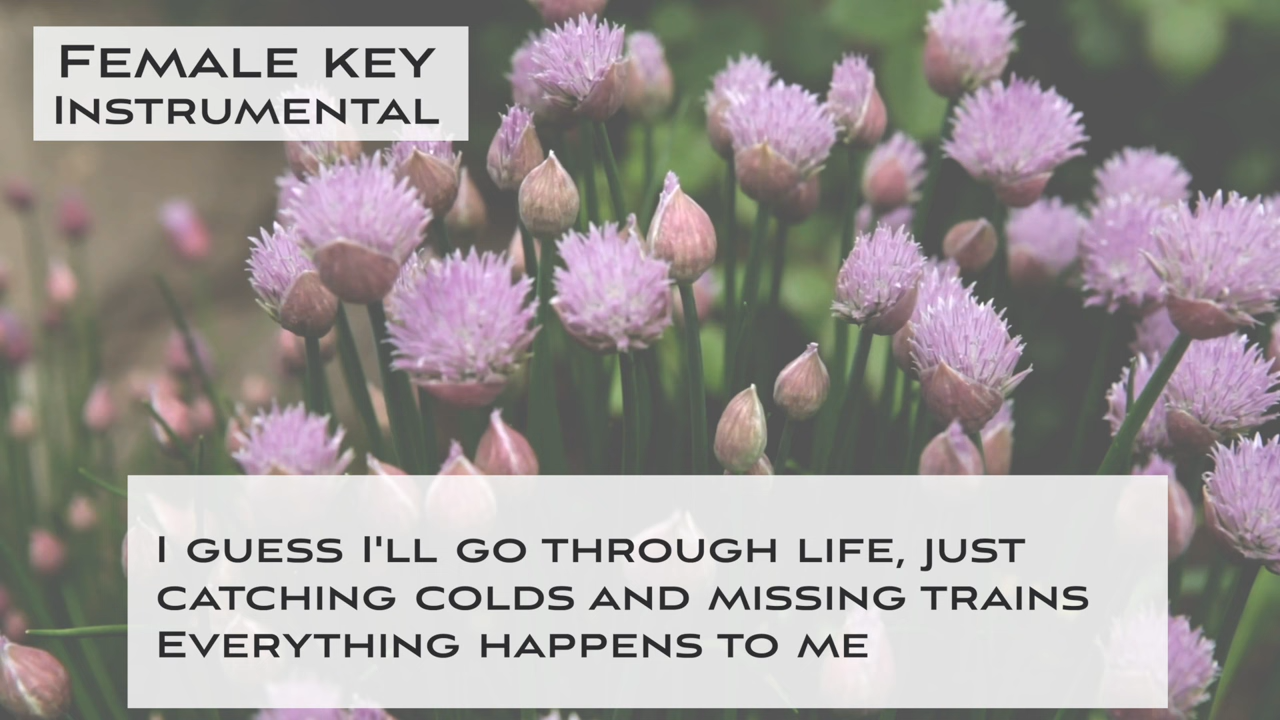 Female key
Instrumental
I guess I'll go through life, just
catching colds and missing trains
Everything happens to me